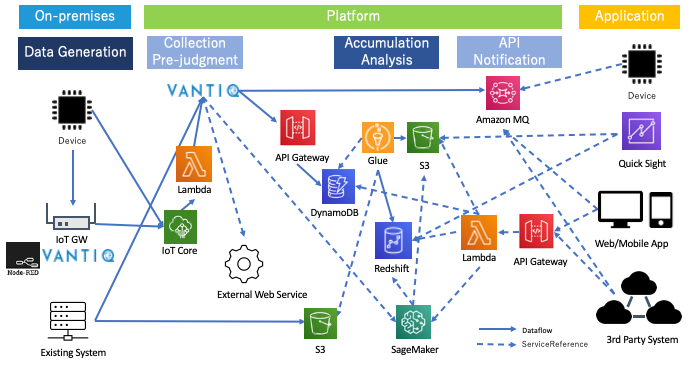 On-premises
Platform
Application
Data Generation
Collection
Pre-judgment
Accumulation
Analysis
API
Notification
VANTIQ
Device
Amazon MQ
Device
API Gateway
Glue
S3
Quick Sight
Lambda
DynamoDB
IoT GW
IoT Core
Node-RED
VANTIQ
Redshift
Lambda
API Gateway
Web/Mobile App
External Web Service
Existing System
S3
SageMaker
Dataflow
ServiceReference
3rd Party System